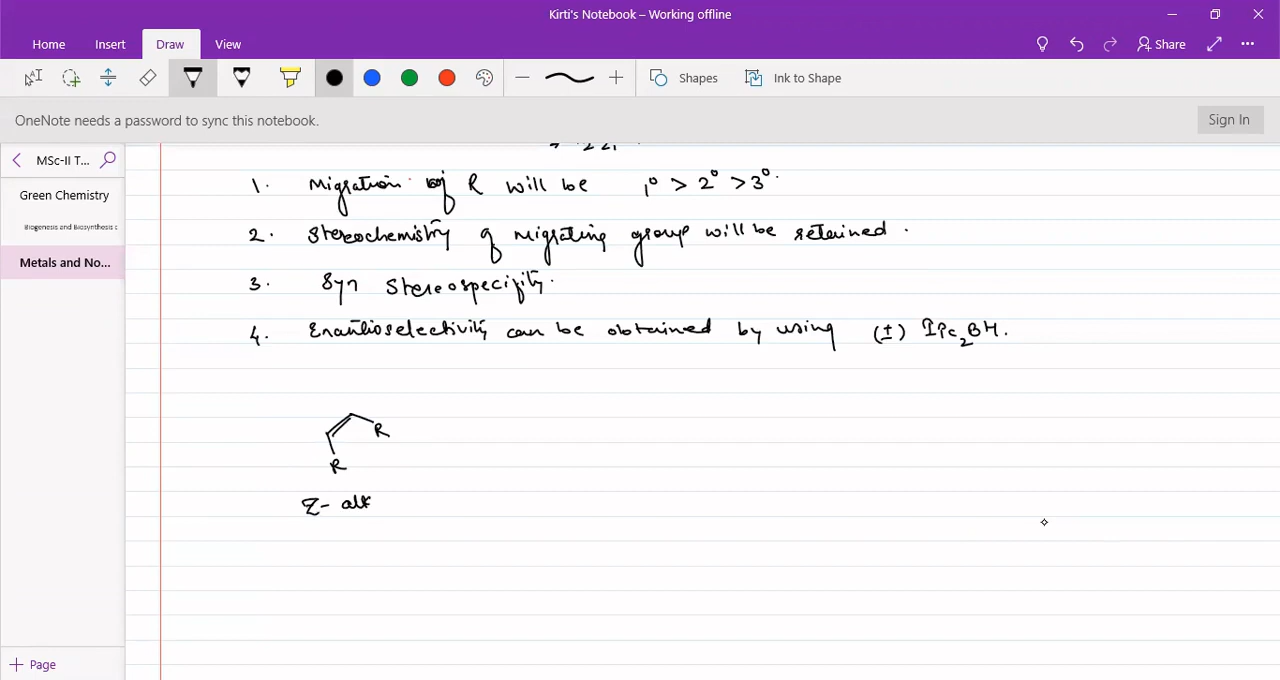 Kirti's Notebook – Working offline
Home Insert Draw View Share
Shapes Ink to Shape
OneNote needs a password to sync this notebook. Sign In
MSc-II T...
Green Chemistry
Biogenesis and Biosynthesis
Metals and No...
1. Migration of R will be 1° > 2° > 3°.
2. Stereochemistry of migrating group will be retained.
3. Syn stereospecifity.
4. Enantioselectivity can be obtained by using (±) IPc2BH.
R
R
Z- alk
Page